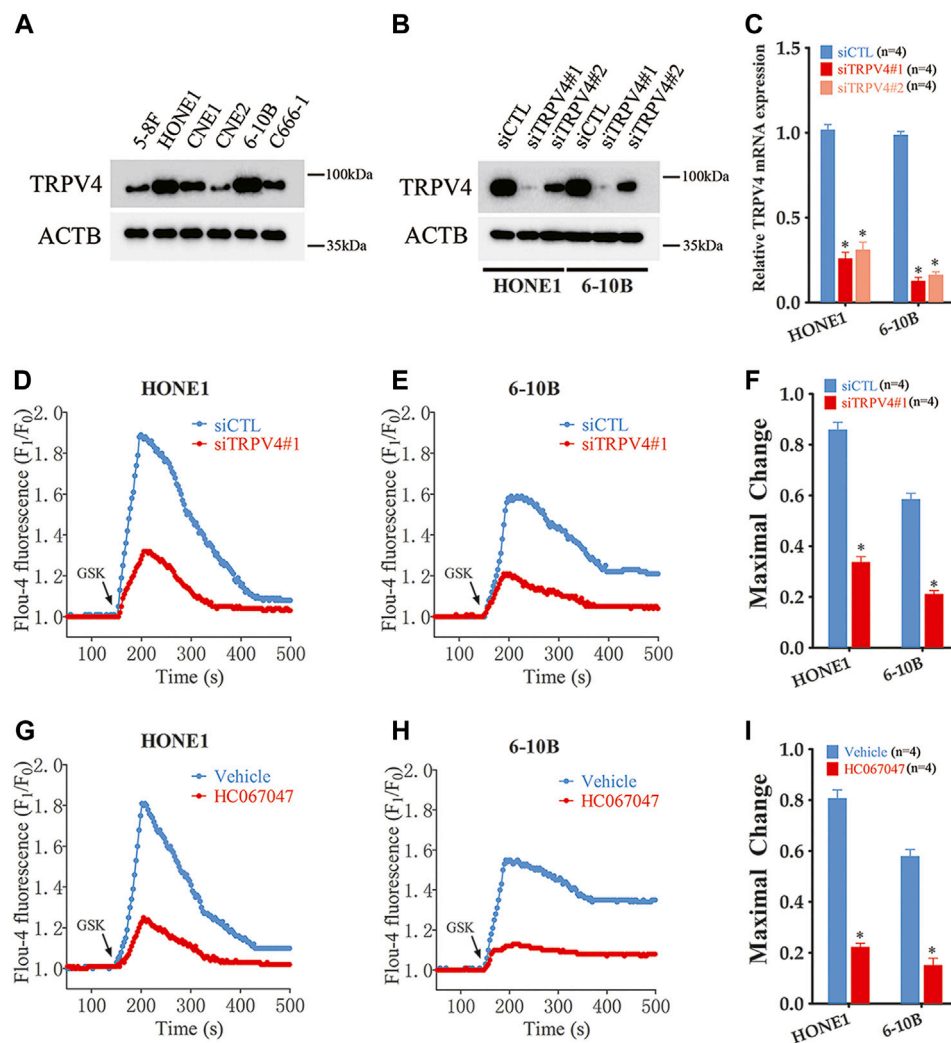 A
5-8F
HONE1
CNE1
CNE2
6-10B
C666-1
TRPV4
100kDa
ACTB
35kDa
B
siCTL
siTRPV4#1
siTRPV4#2
siCTL
siTRPV4#1
siTRPV4#2
TRPV4
100kDa
ACTB
35kDa
HONE1
6-10B
C
siCTL (n=4)
siTRPV4#1 (n=4)
siTRPV4#2 (n=4)
Relative TRPV4 mRNA expression
1.5
1.0
0.5
0.0
* *
* *
HONE1
6-10B
D
HONE1
siCTL
siTRPV4#1
Flou-4 fluorescence (F1/F0)
2.0
1.8
1.6
1.4
1.2
1.0
GSK
100 200 300 400 500
Time (s)
E
6-10B
siCTL
siTRPV4#1
Flou-4 fluorescence (F1/F0)
2.0
1.8
1.6
1.4
1.2
1.0
GSK
100 200 300 400 500
Time (s)
F
siCTL (n=4)
siTRPV4#1 (n=4)
Maximal Change
1.0
0.8
0.6
0.4
0.2
0.0
*
*
HONE1
6-10B
G
HONE1
Vehicle
HC067047
Flou-4 fluorescence (F1/F0)
2.0
1.8
1.6
1.4
1.2
1.0
GSK
100 200 300 400 500
Time (s)
H
6-10B
Vehicle
HC067047
Flou-4 fluorescence (F1/F0)
2.0
1.8
1.6
1.4
1.2
1.0
GSK
100 200 300 400 500
Time (s)
I
Vehicle (n=4)
HC067047 (n=4)
Maximal Change
1.0
0.8
0.6
0.4
0.2
0.0
*
*
HONE1
6-10B